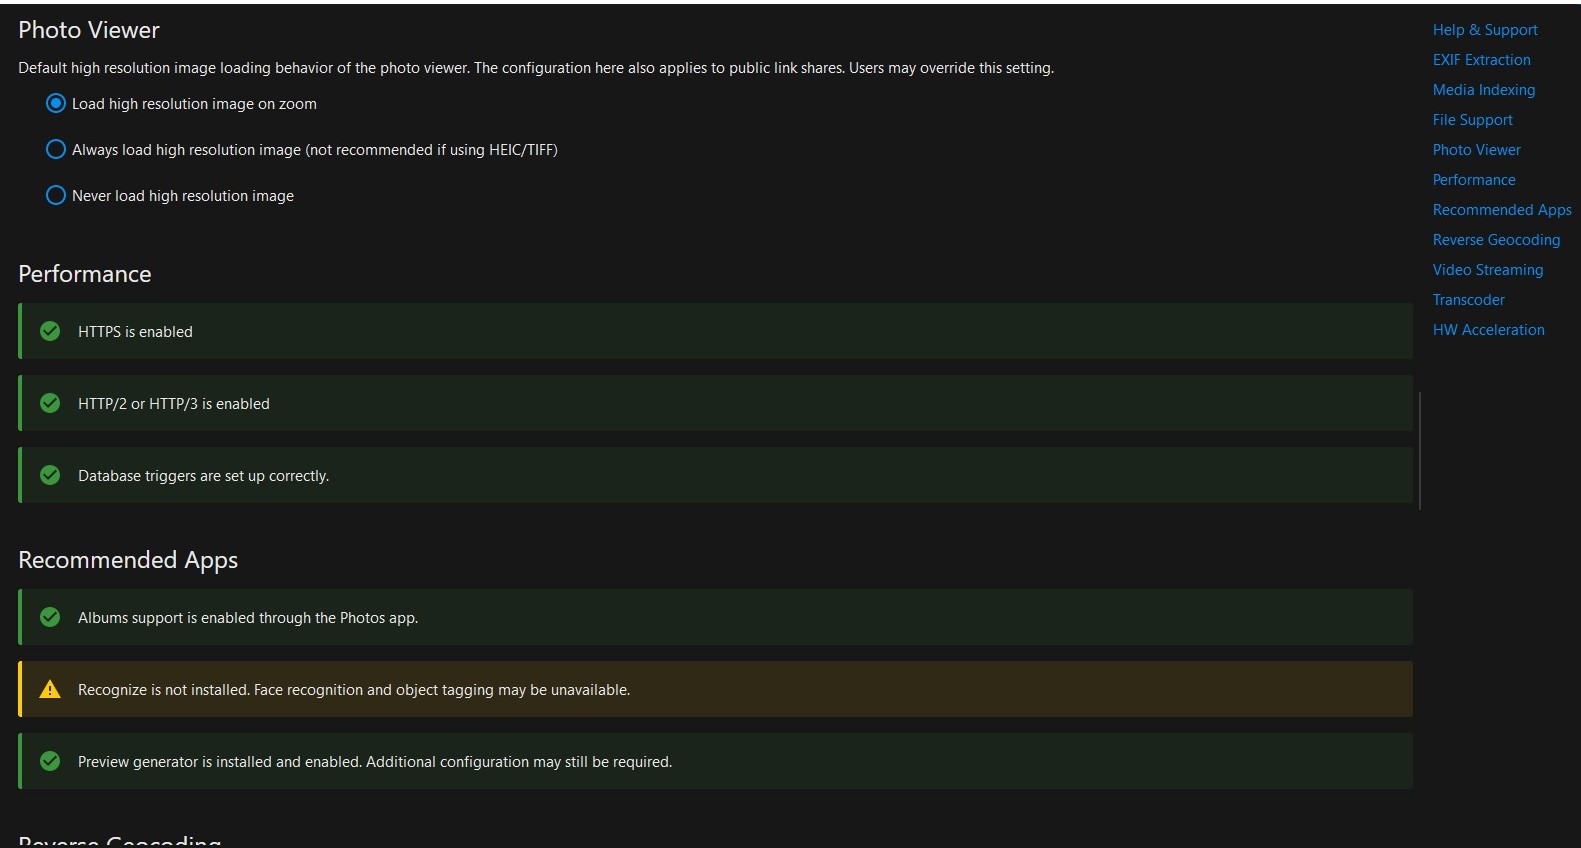 Photo Viewer
Default high resolution image loading behavior of the photo viewer. The configuration here also applies to public link shares. Users may override this setting.
Load high resolution image on zoom
Always load high resolution image (not recommended if using HEIC/TIFF)
Never load high resolution image
Performance
HTTPS is enabled
HTTP/2 or HTTP/3 is enabled
Database triggers are set up correctly.
Recommended Apps
Albums support is enabled through the Photos app.
Recognize is not installed. Face recognition and object tagging may be unavailable.
Preview generator is installed and enabled. Additional configuration may still be required.
Reverse Geocoding
Help & Support
EXIF Extraction
Media Indexing
File Support
Photo Viewer
Performance
Recommended Apps
Reverse Geocoding
Video Streaming
Transcoder
HW Acceleration